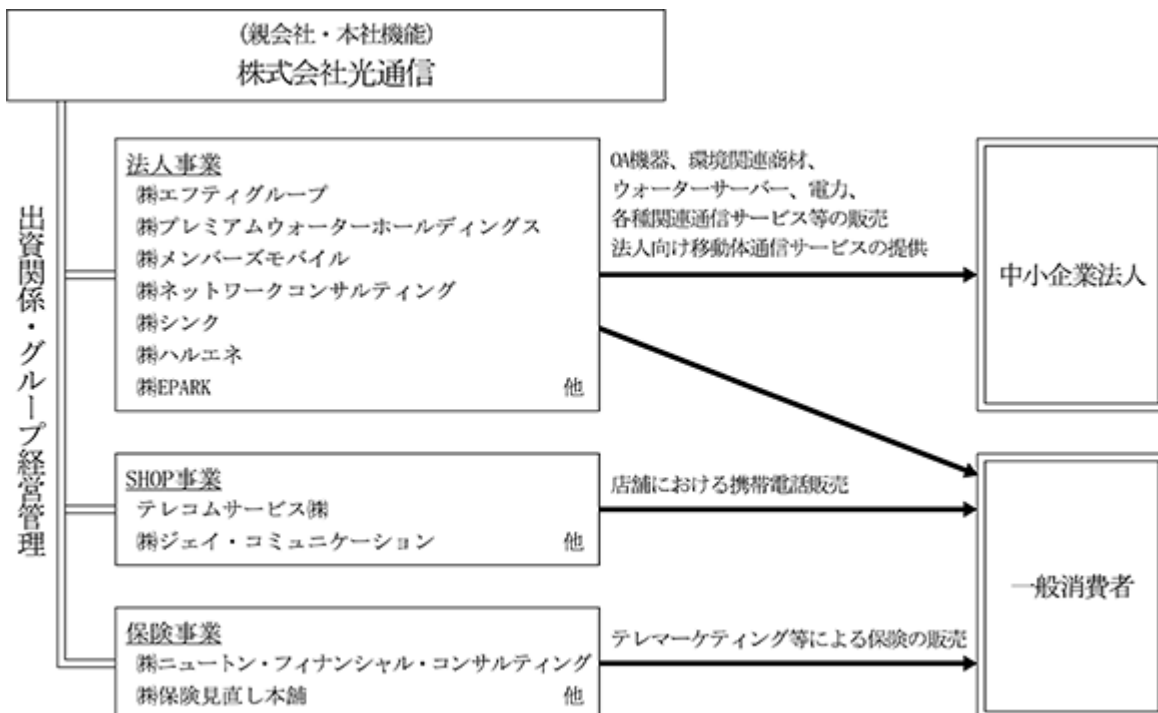 (親会社・本社機能)
株式会社光通信
出資関係・グループ経営管理
法人事業
㈱エフティグループ
㈱プレミアムウォーターホールディングス
㈱メンバーズモバイル
㈱ネットワークコンサルティング
㈱シンク
㈱ハルエネ
㈱EPARK 他
OA機器、環境関連商材、
ウォーターサーバー、電力、
各種関連通信サービス等の販売
法人向け移動体通信サービスの提供
中小企業法人
SHOP事業
テレコムサービス㈱
㈱ジェイ・コミュニケーション 他
店舗における携帯電話販売
一般消費者
保険事業
㈱ニュートン・フィナンシャル・コンサルティング
㈱保険見直し本舗 他
テレマーケティング等による保険の販売